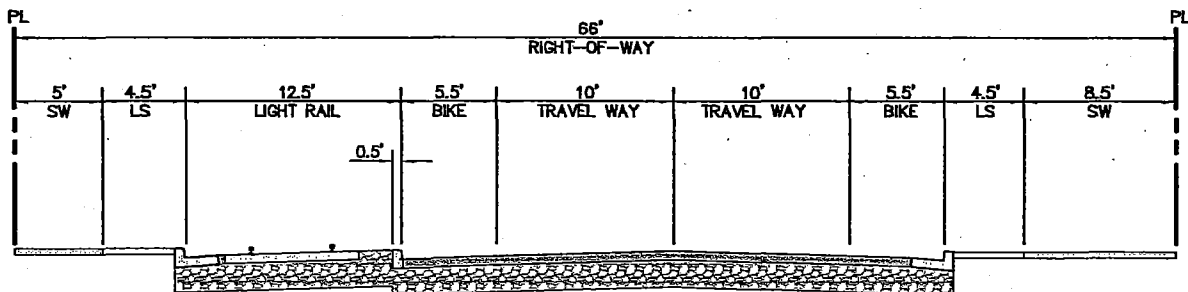 PL PL
66'
RIGHT-OF-WAY
5' 4.5' 12.5' 5.5' 10' 10' 5.5' 4.5' 8.5'
SW LS LIGHT RAIL BIKE TRAVEL WAY TRAVEL WAY BIKE LS SW
0.5'